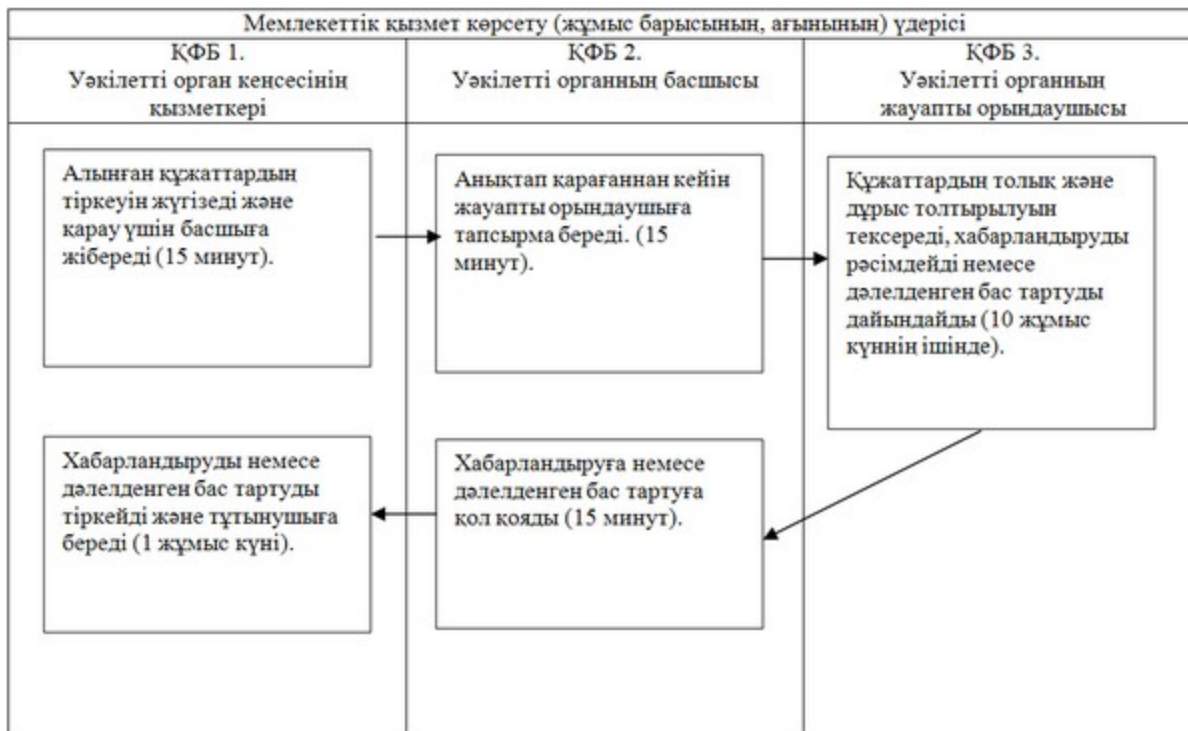 Мемлекеттік қызмет көрсету (жұмыс барысының, ағынының) үдерісі
ҚФБ 1.
Уәкілетті орган кеңсесінің
қызметкері
ҚФБ 2.
Уәкілетті органның басшысы
ҚФБ 3.
Уәкілетті органның
жауапты орындаушысы
Алынған құжаттардың
тіркеуін жүгізеді және
қарау үшін басшыға
жібереді (15 минут).
Анықтап қарағаннан кейін
жауапты орындаушыға
тапсырма береді. (15
минут).
Құжаттардың толық және
дұрыс толтырылуын
тексереді, хабарландыруды
рәсімдейді немесе
дәлелденген бас тартуды
дайындайды (10 жұмыс
күннің ішінде).
Хабарландыруды немесе
дәлелденген бас тартуды
тіркейді және тұтынушыға
береді (1 жұмыс күні).
Хабарландыруға немесе
дәлелденген бас тартуға
қол қояды (15 минут).